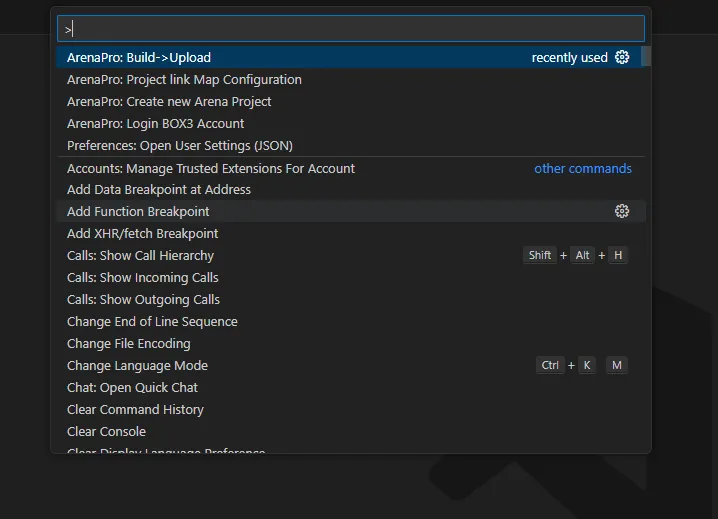 >
ArenaPro: Build->Upload recently used
ArenaPro: Project link Map Configuration
ArenaPro: Create new Arena Project
ArenaPro: Login BOX3 Account
Preferences: Open User Settings (JSON)
Accounts: Manage Trusted Extensions For Account other commands
Add Data Breakpoint at Address
Add Function Breakpoint
Add XHR/fetch Breakpoint
Calls: Show Call Hierarchy Shift + Alt + H
Calls: Show Incoming Calls
Calls: Show Outgoing Calls
Change End of Line Sequence
Change File Encoding
Change Language Mode Ctrl + K M
Chat: Open Quick Chat
Clear Command History
Clear Console
Clear Display Language Preference